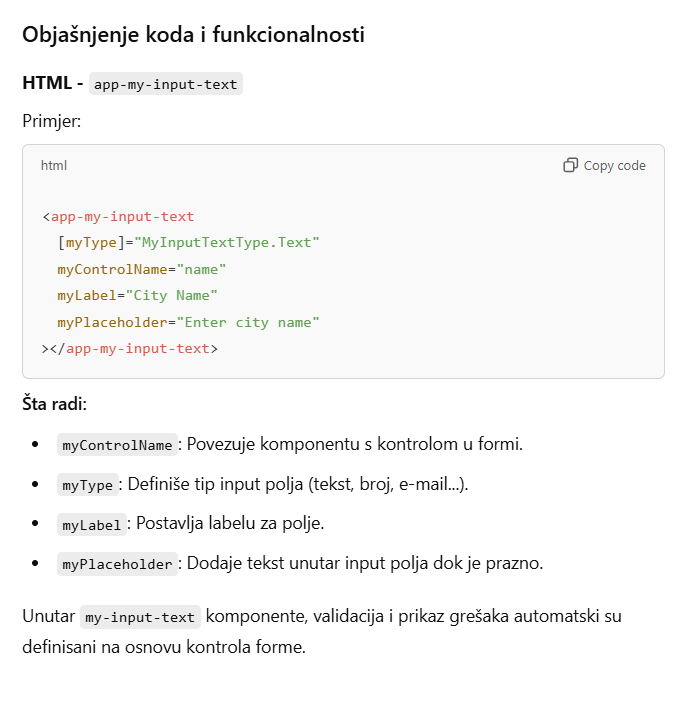 Objašnjenje koda i funkcionalnosti
HTML - app-my-input-text
Primjer:
html Copy code
<app-my-input-text
[myType]="MyInputTextType.Text"
myControlName="name"
myLabel="City Name"
myPlaceholder="Enter city name"
></app-my-input-text>
Šta radi:
• myControlName: Povezuje komponentu s kontrolom u formi.
• myType: Definiše tip input polja (tekst, broj, e-mail...).
• myLabel: Postavlja labelu za polje.
• myPlaceholder: Dodaje tekst unutar input polja dok je prazno.
Unutar my-input-text komponente, validacija i prikaz grešaka automatski su
definisani na osnovu kontrola forme.